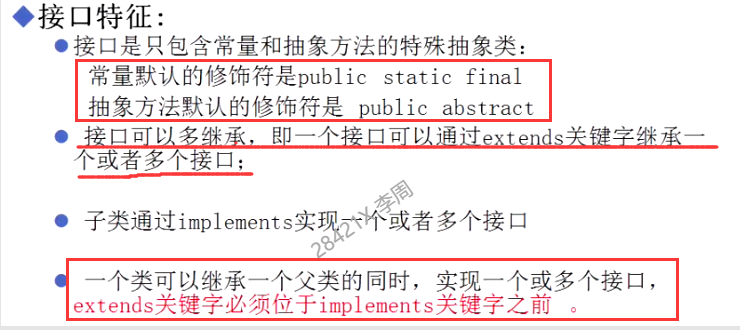 接口特征:
接口是只包含常量和抽象方法的特殊抽象类:
常量默认的修饰符是public static final
抽象方法默认的修饰符是 public abstract
接口可以多继承，即一个接口可以通过extends关键字继承一
个或者多个接口;
子类通过implements实现一个或者多个接口
28421X-李周
一个类可以继承一个父类的同时，实现一个或多个接口，
extends关键字必须位于implements关键字之前 。